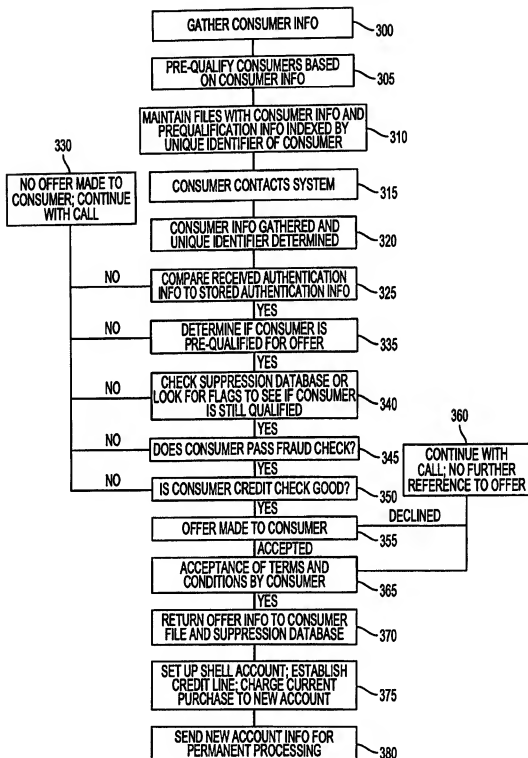 GATHER CONSUMER INFO
300
PRE-QUALIFY CONSUMERS BASED
ON CONSUMER INFO
305
MAINTAIN FILES WITH CONSUMER INFO AND
PREQUALIFICATION INFO INDEXED BY
UNIQUE IDENTIFIER OF CONSUMER
310
330
NO OFFER MADE TO
CONSUMER; CONTINUE
WITH CALL
CONSUMER CONTACTS SYSTEM
315
CONSUMER INFO GATHERED AND
UNIQUE IDENTIFIER DETERMINED
320
NO
COMPARE RECEIVED AUTHENTICATION
INFO TO STORED AUTHENTICATION INFO
325
YES
NO
DETERMINE IF CONSUMER IS
PRE-QUALIFIED FOR OFFER
335
YES
NO
CHECK SUPPRESSION DATABASE OR
LOOK FOR FLAGS TO SEE IF CONSUMER
IS STILL QUALIFIED
340
YES
NO
DOES CONSUMER PASS FRAUD CHECK?
345
YES
NO
IS CONSUMER CREDIT CHECK GOOD?
350
YES
360
CONTINUE WITH
CALL; NO FURTHER
REFERENCE TO OFFER
OFFER MADE TO CONSUMER
355
DECLINED
ACCEPTED
ACCEPTANCE OF TERMS AND
CONDITIONS BY CONSUMER
365
YES
RETURN OFFER INFO TO CONSUMER
FILE AND SUPPRESSION DATABASE
370
SET UP SHELL ACCOUNT; ESTABLISH
CREDIT LINE; CHARGE CURRENT
PURCHASE TO NEW ACCOUNT
375
SEND NEW ACCOUNT INFO FOR
PERMANENT PROCESSING
380